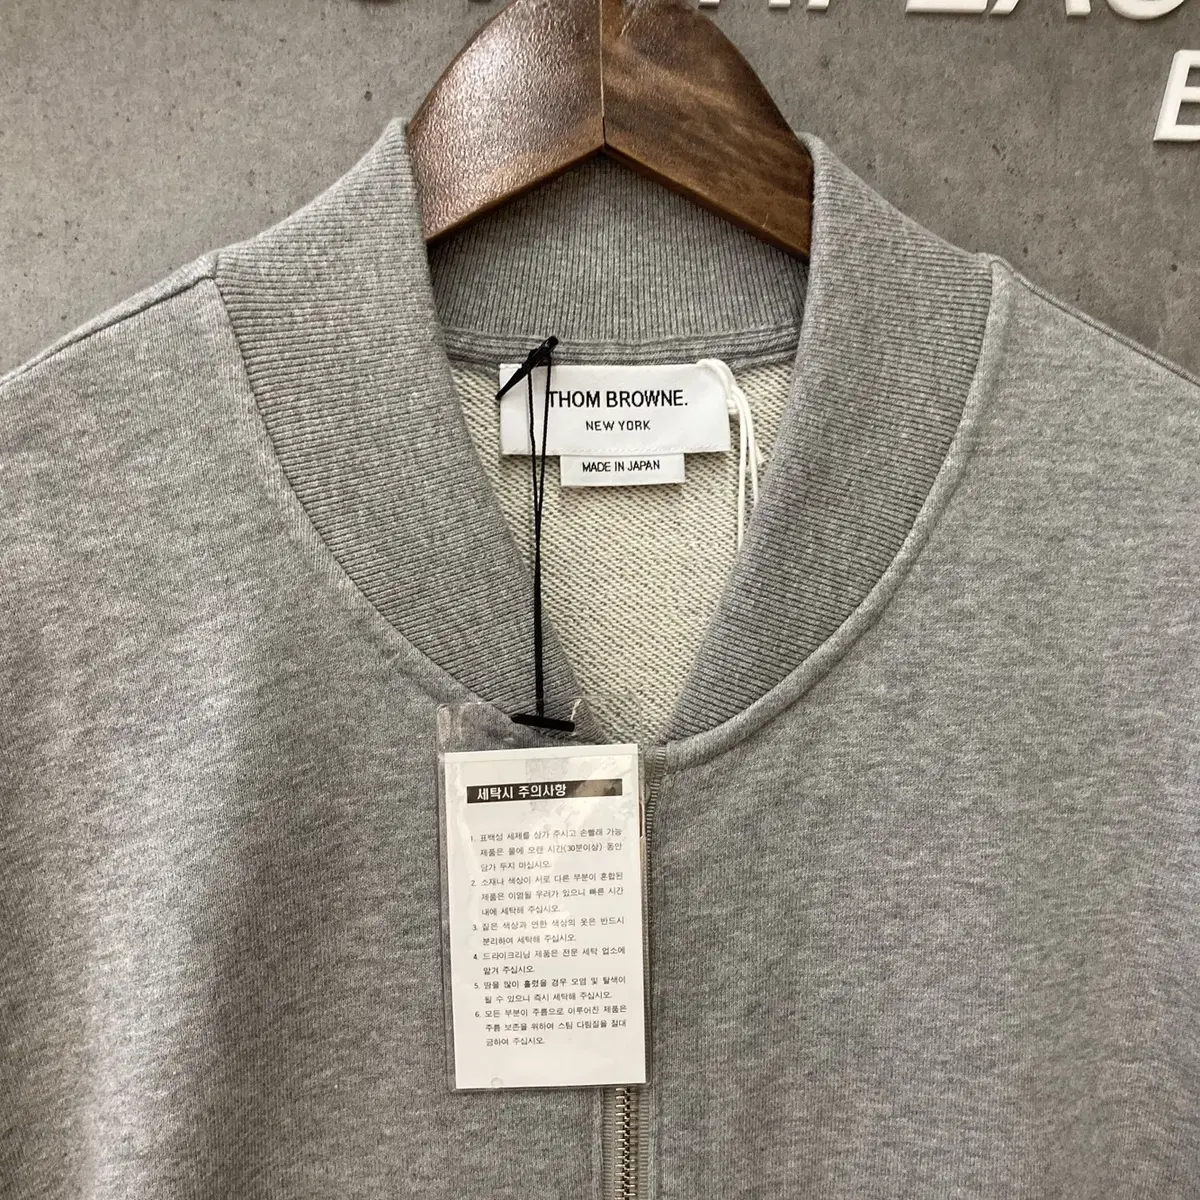 E
THOM BROWNE.
NEW YORK
MADE IN JAPAN
세탁시 주의사항
1. 표백성 세제를 삼가 주시고 손빨래 가능
제품은 물에 오랜 시간(30분이상) 동안
담가 두지 마십시오.
2. 소재나 색상이 서로 다른 부분이 혼합된
제품은 이염될 우려가 있으니 빠른 시간
내에 세탁해 주십시오.
3. 짙은 색상과 연한 색상의 옷은 반드시
분리하여 세탁해 주십시오.
4. 드라이크리닝 제품은 전문 세탁 업소에
맡겨 주십시오.
5. 땀을 많이 흘렸을 경우 오염 및 탈색이
될 수 있으니 즉시 세탁해 주십시오.
6. 모든 부분이 주름으로 이루어진 제품은
주름 보존을 위하여 스팀 다림질을 절대
금하여 주십시오.